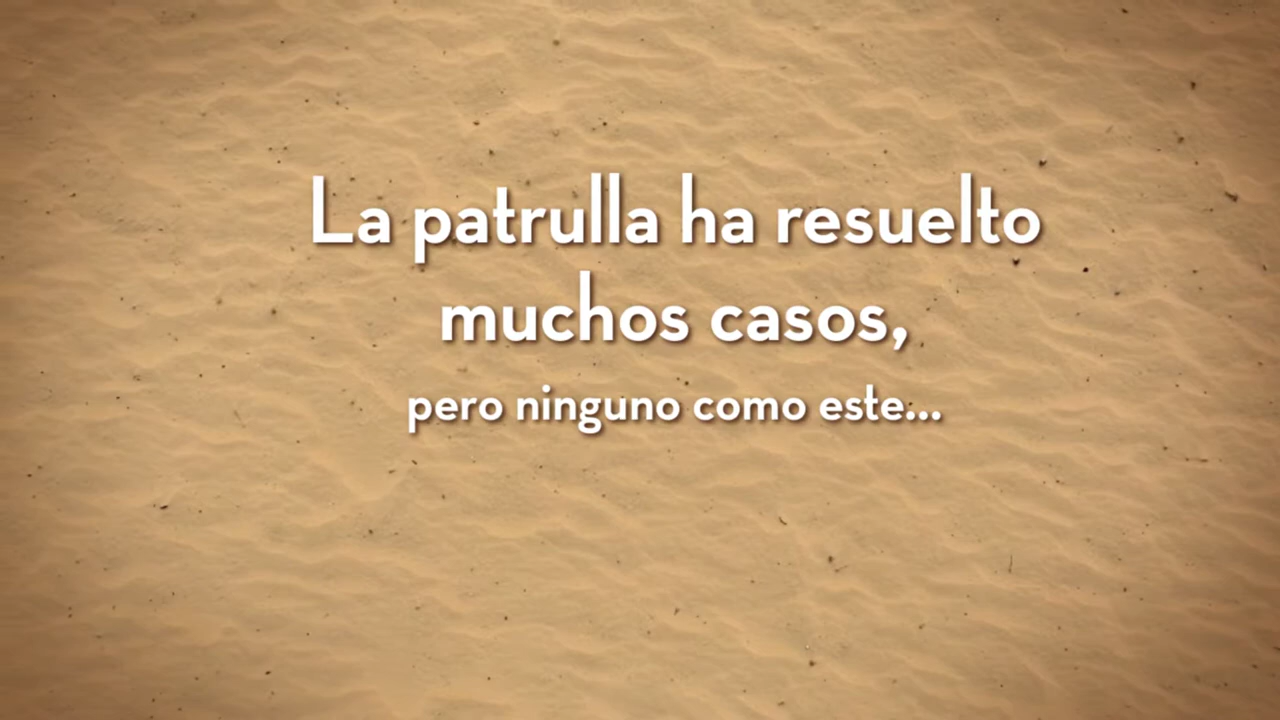 La patrulla ha resuelto
muchos casos,
pero ninguno como este...